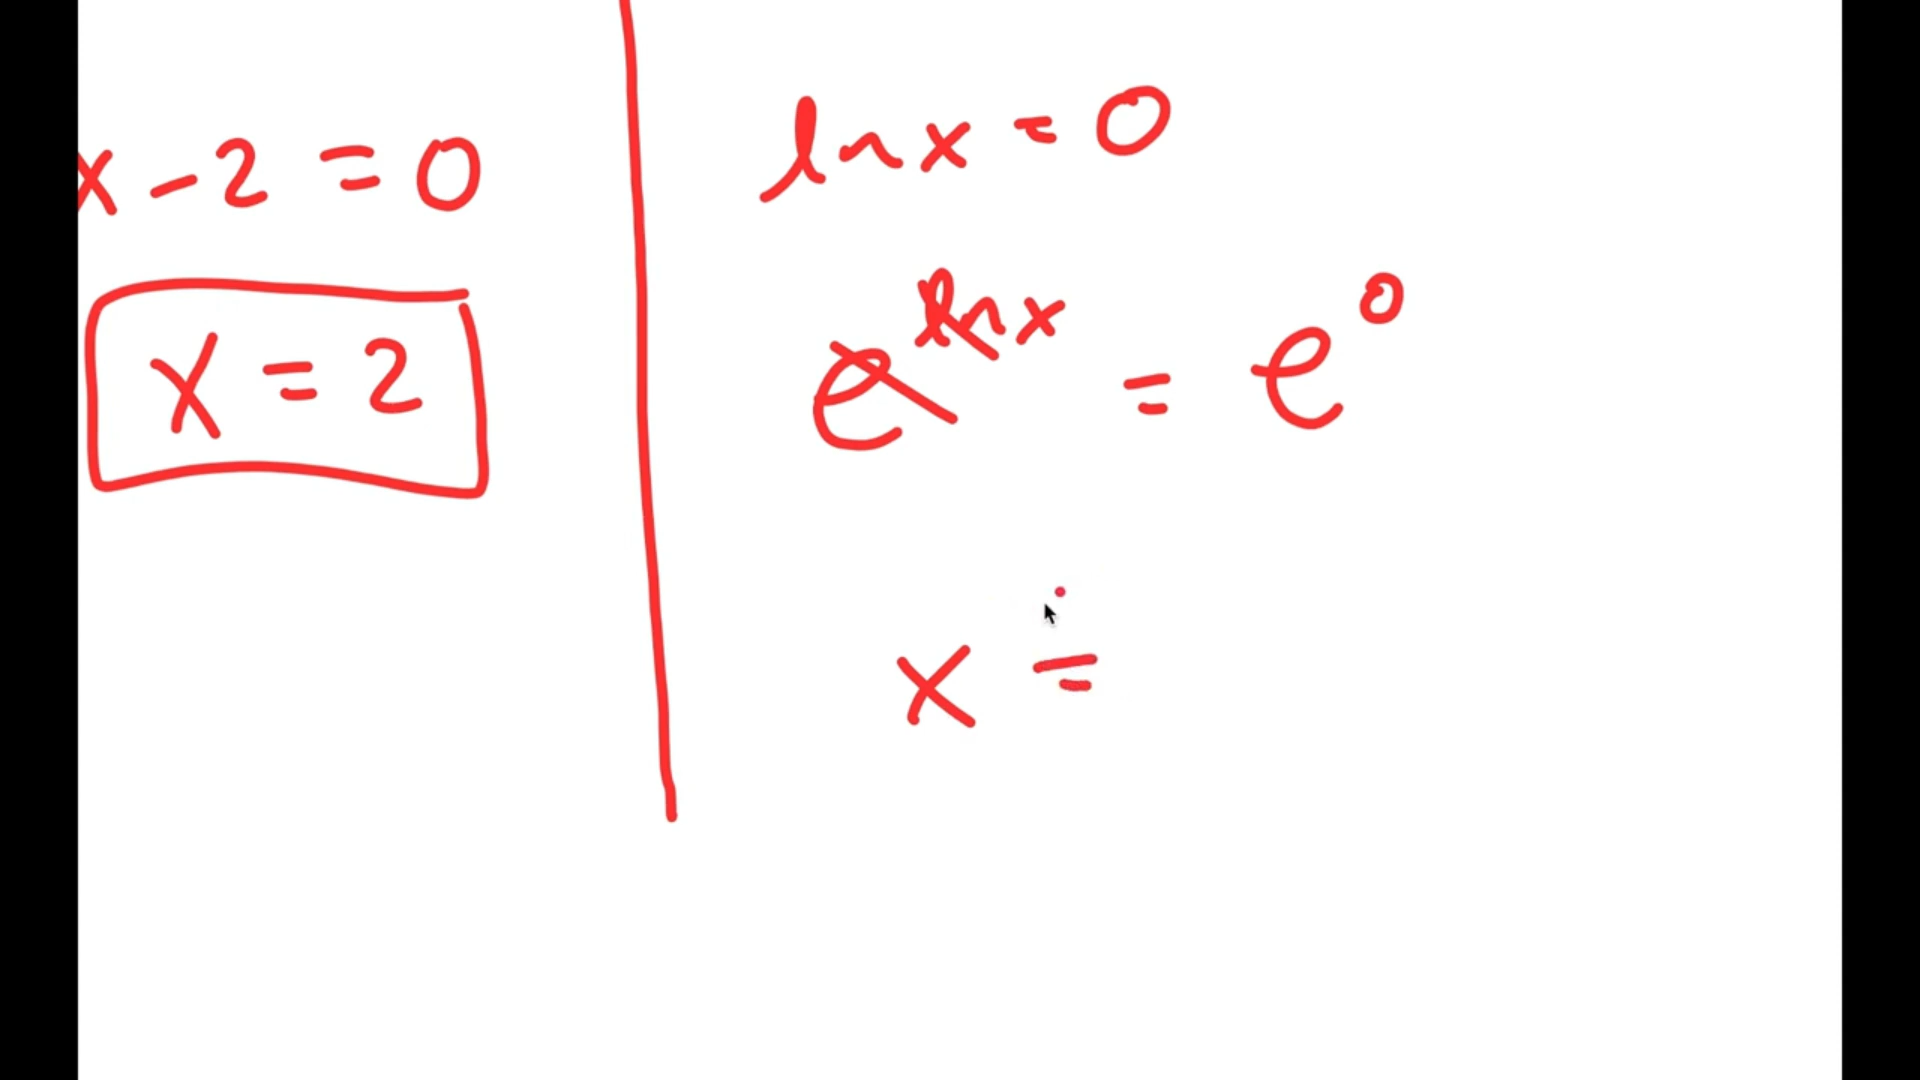 x - 2 = 0
x = 2
ln x = 0
e^{ln x} = e^0
x =